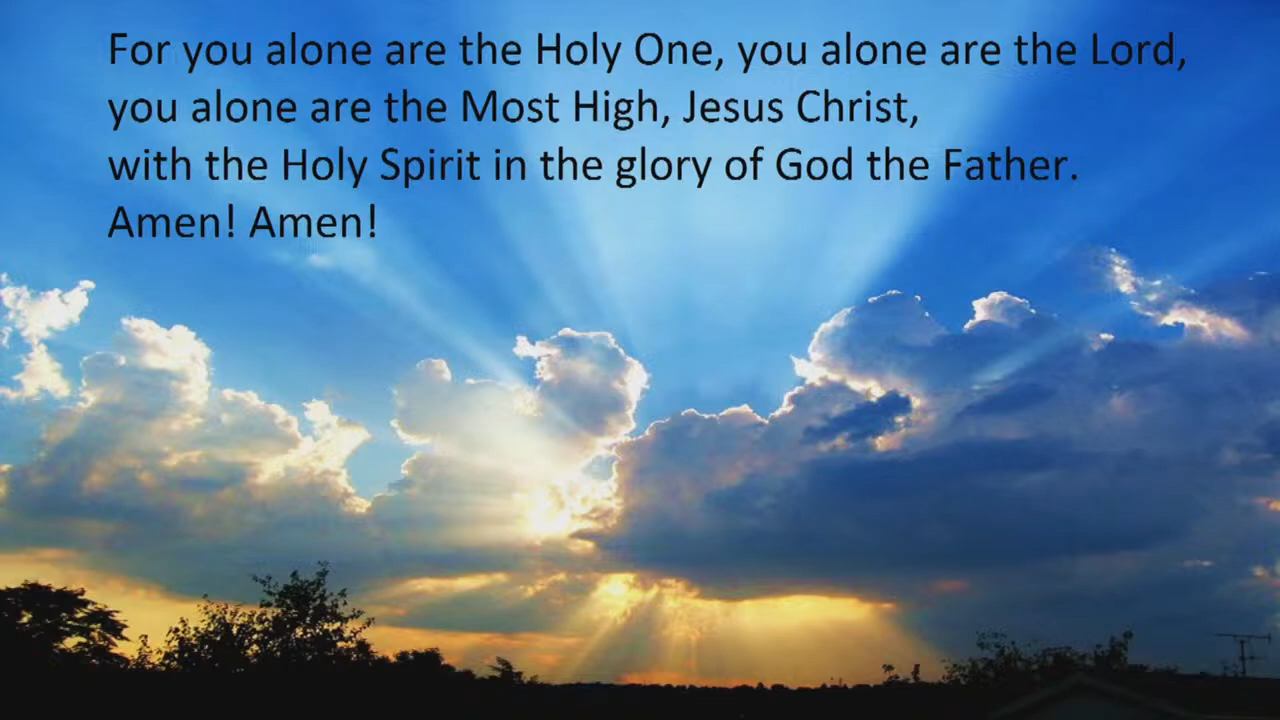 For you alone are the Holy One, you alone are the Lord,
you alone are the Most High, Jesus Christ,
with the Holy Spirit in the glory of God the Father.
Amen! Amen!